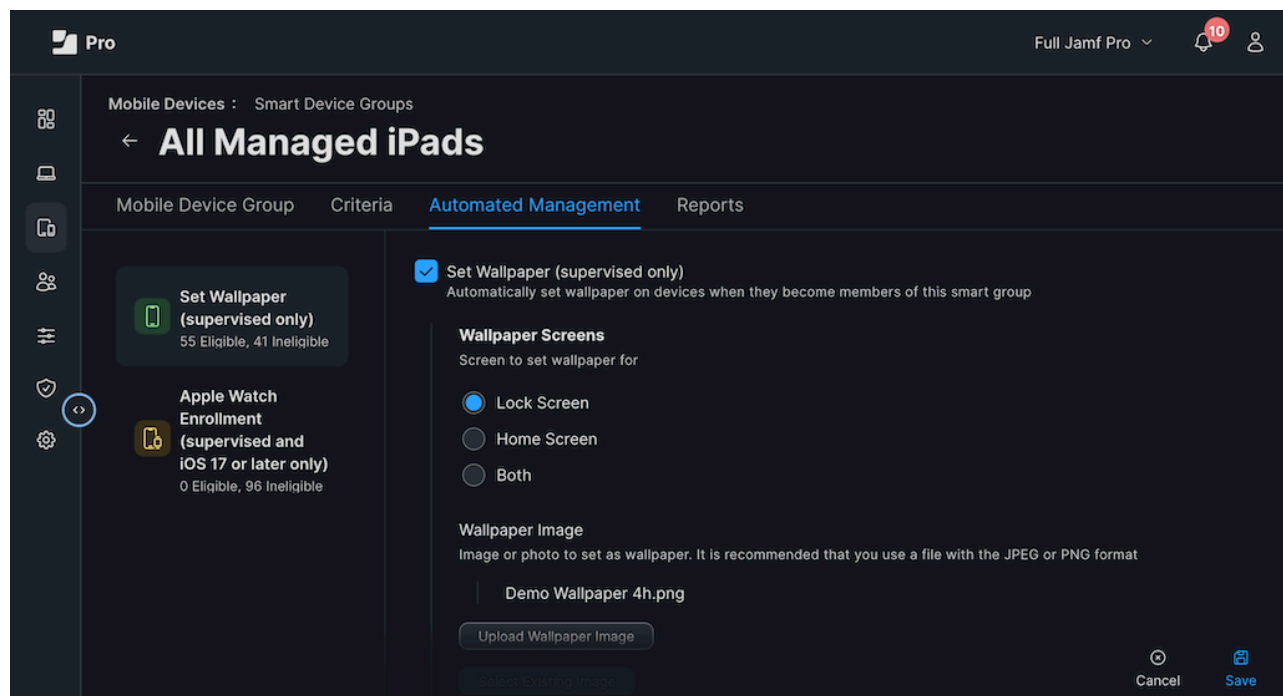 Pro
Full Jamf Pro
10
Mobile Devices : Smart Device Groups
All Managed iPads
Mobile Device Group Criteria Automated Management Reports
Set Wallpaper
(supervised only)
55 Eligible, 41 Ineligible
Apple Watch
Enrollment
(supervised and
iOS 17 or later only)
0 Eligible, 96 Ineligible
Set Wallpaper (supervised only)
Automatically set wallpaper on devices when they become members of this smart group
Wallpaper Screens
Screen to set wallpaper for
Lock Screen
Home Screen
Both
Wallpaper Image
Image or photo to set as wallpaper. It is recommended that you use a file with the JPEG or PNG format
Demo Wallpaper 4h.png
Upload Wallpaper Image
Select Existing Image
Cancel
Save